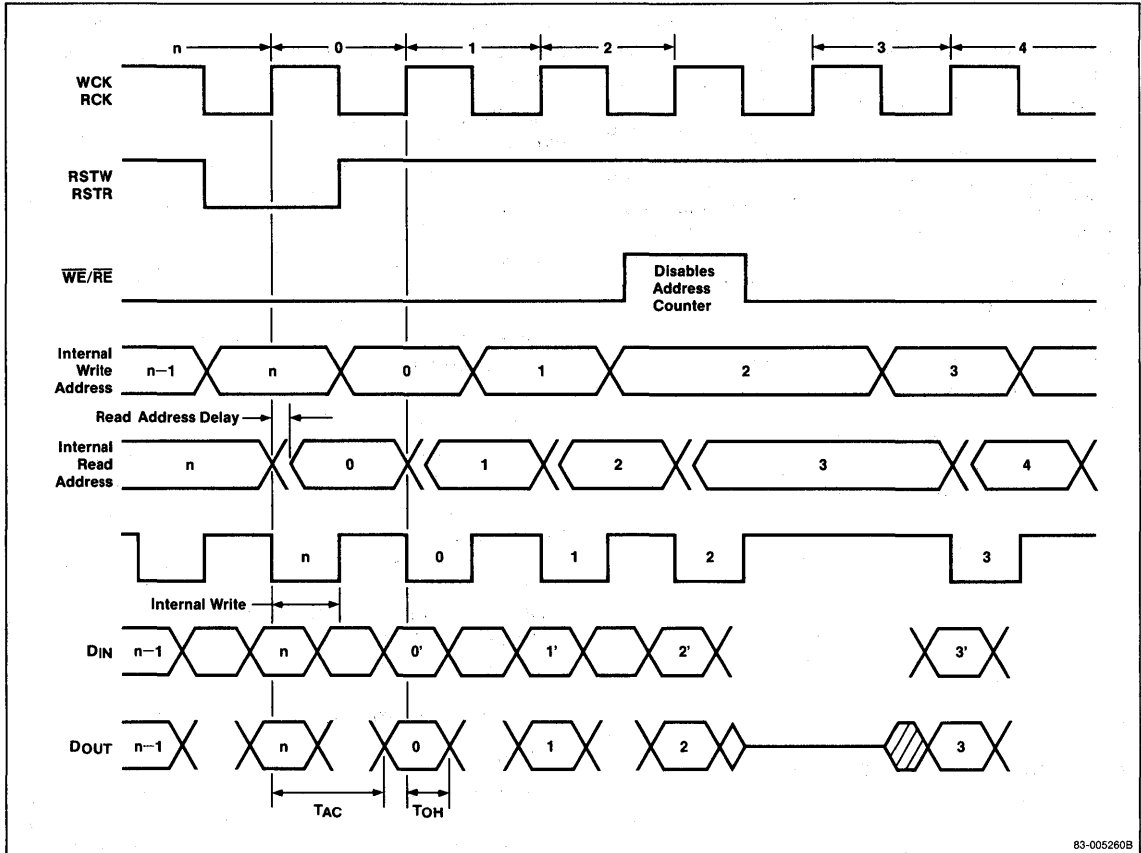 n 0 1 2 3 4
WCK
RCK
RSTW
RSTR
WE/RE
Disables
Address
Counter
Internal
Write
Address
n−1 n 0 1 2 3
Read Address Delay
Internal
Read
Address
n 0 1 2 3 4
n 0 1 2 3
Internal Write
DIN n−1 n 0' 1' 2' 3'
DOUT n−1 n 0 1 2 3
TAC TOH
83-005260B